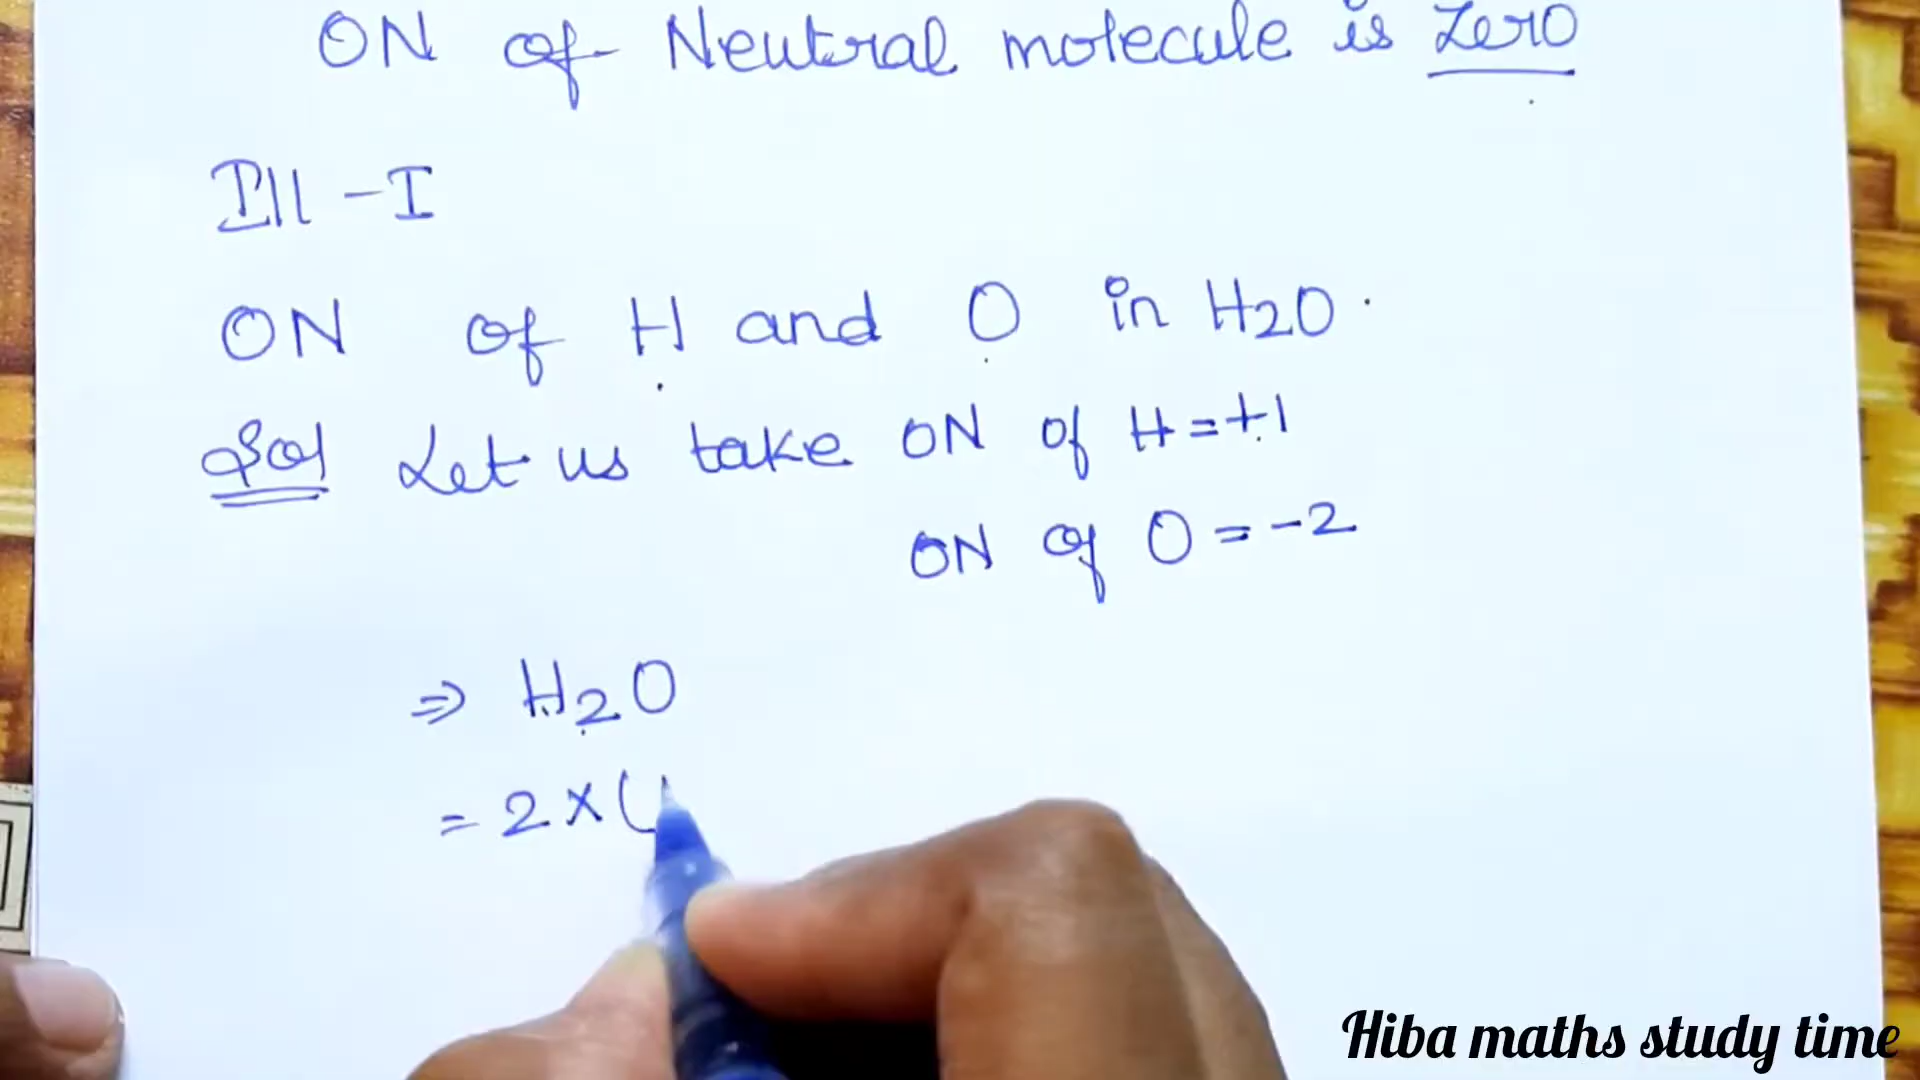 ON of Neutral molecule is Zero
Ill - I
ON of H and O in H2O.
Sol Let us take ON of H = +1
ON of O = -2
⇒ H2O
= 2 × (
Hiba maths study time